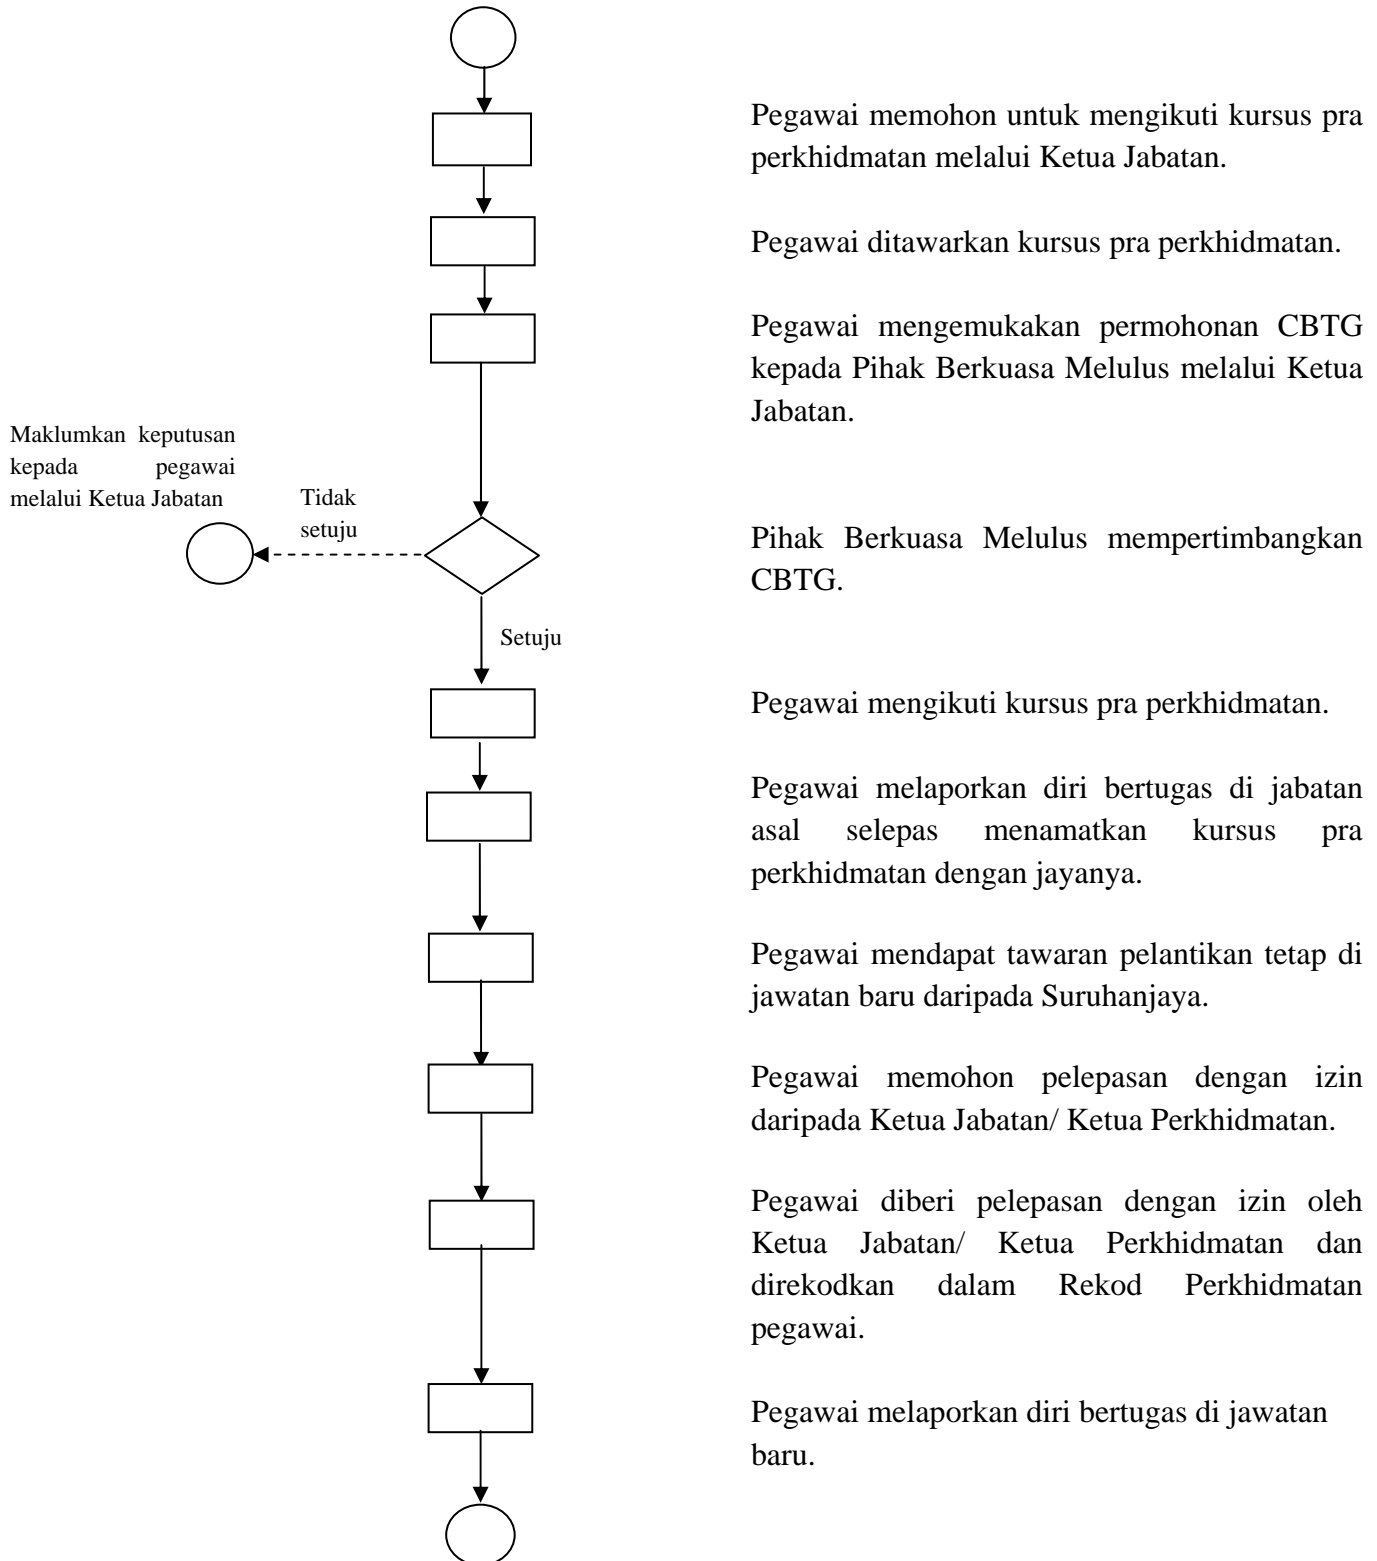 Pegawai memohon untuk mengikuti kursus pra
perkhidmatan melalui Ketua Jabatan.
Pegawai ditawarkan kursus pra perkhidmatan.
Pegawai mengemukakan permohonan CBTG
kepada Pihak Berkuasa Melulus melalui Ketua
Jabatan.
Maklumkan keputusan
kepada pegawai
melalui Ketua Jabatan
Tidak
setuju
Pihak Berkuasa Melulus mempertimbangkan
CBTG.
Setuju
Pegawai mengikuti kursus pra perkhidmatan.
Pegawai melaporkan diri bertugas di jabatan
asal selepas menamatkan kursus pra
perkhidmatan dengan jayanya.
Pegawai mendapat tawaran pelantikan tetap di
jawatan baru daripada Suruhanjaya.
Pegawai memohon pelepasan dengan izin
daripada Ketua Jabatan/ Ketua Perkhidmatan.
Pegawai diberi pelepasan dengan izin oleh
Ketua Jabatan/ Ketua Perkhidmatan dan
direkodkan dalam Rekod Perkhidmatan
pegawai.
Pegawai melaporkan diri bertugas di jawatan
baru.